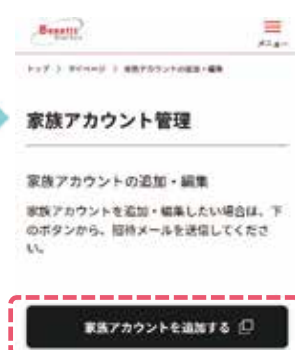 Benefit
メニュー
トップ > マイページ > 家族アカウントの追加・編集
家族アカウント管理
家族アカウントの追加・編集
家族アカウントを追加・編集したい場合は、下
のボタンから、招待メールを送信してくださ
い。
家族アカウントを追加する